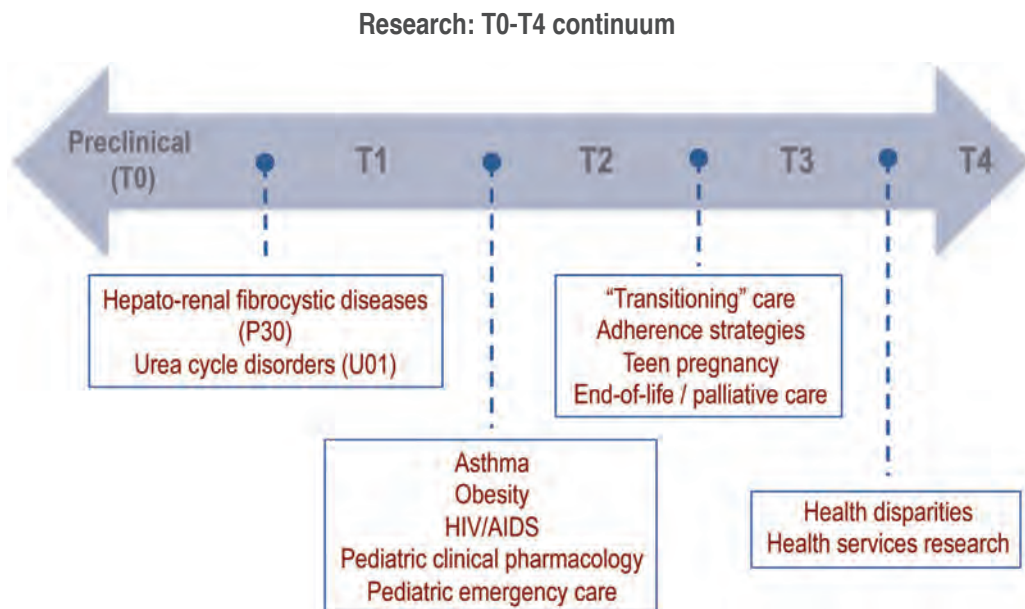 Research: T0-T4 continuum
Preclinical
(T0)
T1
T2
T3
T4
Hepato-renal fibrocystic diseases
(P30)
Urea cycle disorders (U01)
“Transitioning” care
Adherence strategies
Teen pregnancy
End-of-life / palliative care
Asthma
Obesity
HIV/AIDS
Pediatric clinical pharmacology
Pediatric emergency care
Health disparities
Health services research